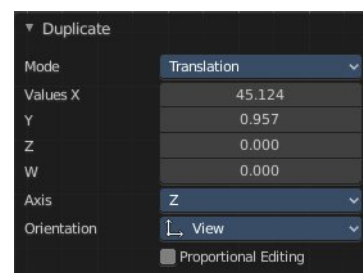 Duplicate
Mode Translation
Values X 45.124
Y 0.957
Z 0.000
W 0.000
Axis Z
Orientation View
Proportional Editing